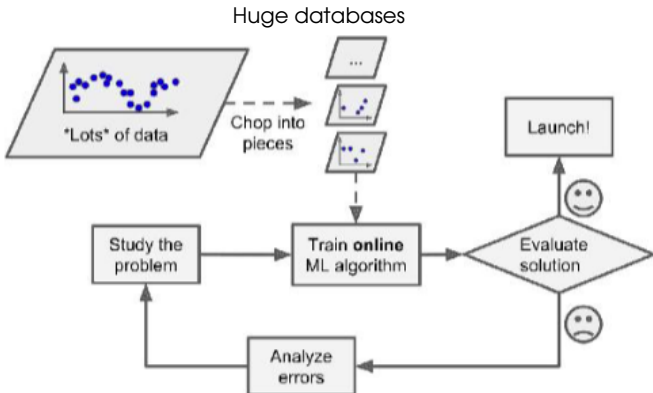 Huge databases
*Lots* of data
Chop into
pieces
...
Launch!
Study the
problem
Train online
ML algorithm
Evaluate
solution
Analyze
errors